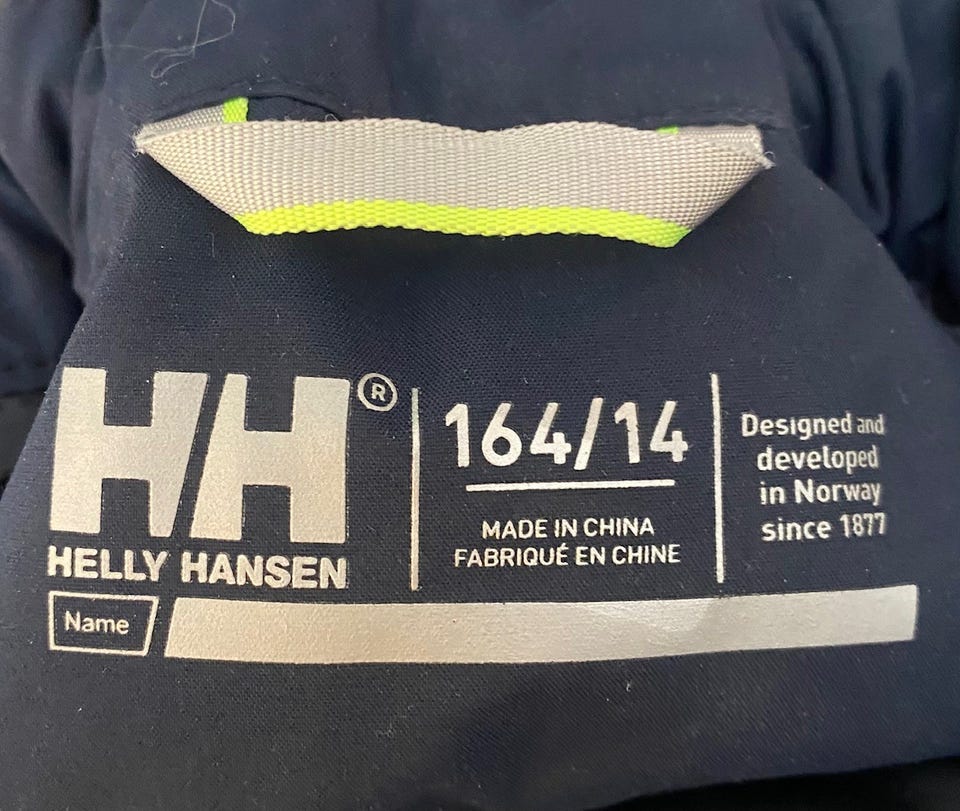 HH®
HELLY HANSEN
164/14
MADE IN CHINA
FABRIQUÉ EN CHINE
Designed and
developed
in Norway
since 1877
Name